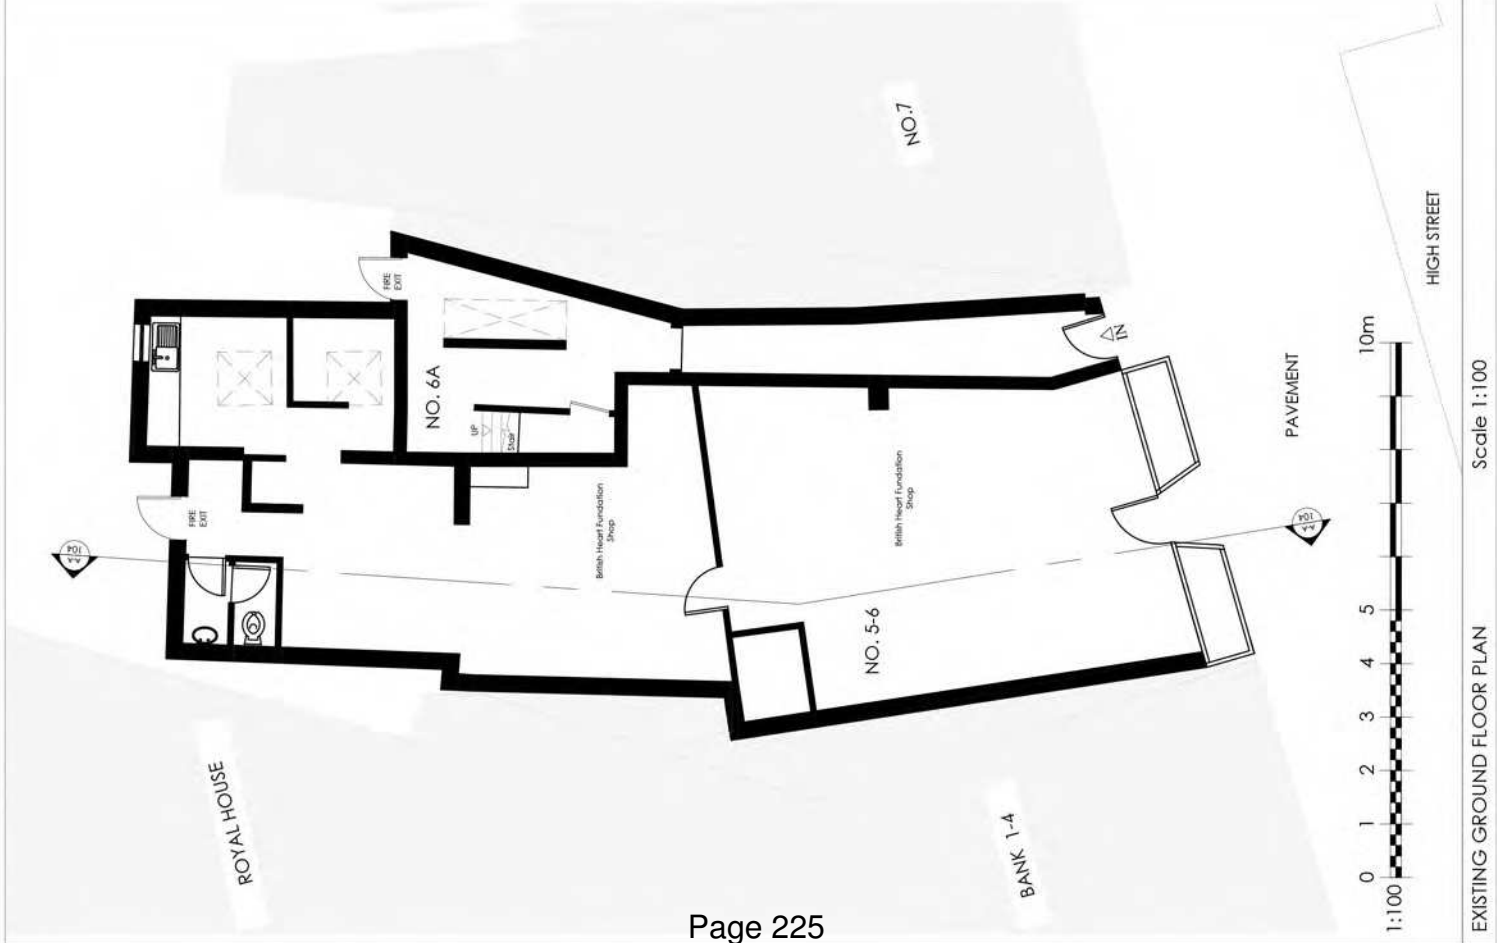 NO.7
HIGH STREET
FIRE
EXIT
NO. 6A
UP
Stair
IN
PAVEMENT
FIRE
EXIT
British Heart Fundation
Shop
British Heart Fundation
Shop
A-A
104
A-A
104
NO. 5-6
ROYAL HOUSE
BANK 1-4
0 1 2 3 4 5 10m
1:100
EXISTING GROUND FLOOR PLAN
Scale 1:100
Page 225